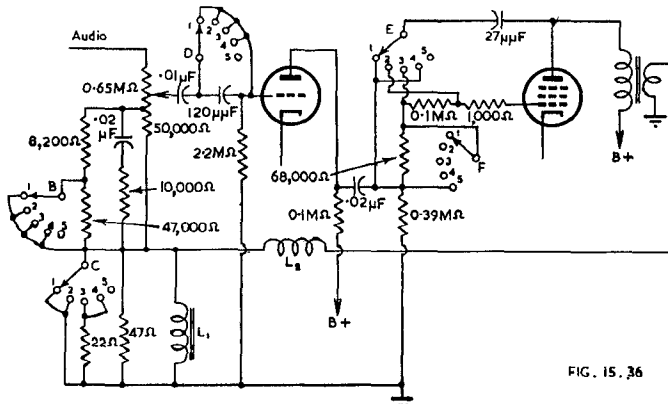 Audio
0.65MΩ
.01μF
120μμF
D
1
2
3
4
5
8,200Ω
.02
μF
50,000Ω
2.2MΩ
10,000Ω
B
1
2
3
4
5
47,000Ω
C
1
2
3
4
5
22Ω
47Ω
L₁
L₂
68,000Ω
0.1MΩ
.02μF
B+
0.39MΩ
E
1
2
3
4
5
27μμF
0.1MΩ
1,000Ω
F
1
2
3
4
5
B+
FIG. 15.36